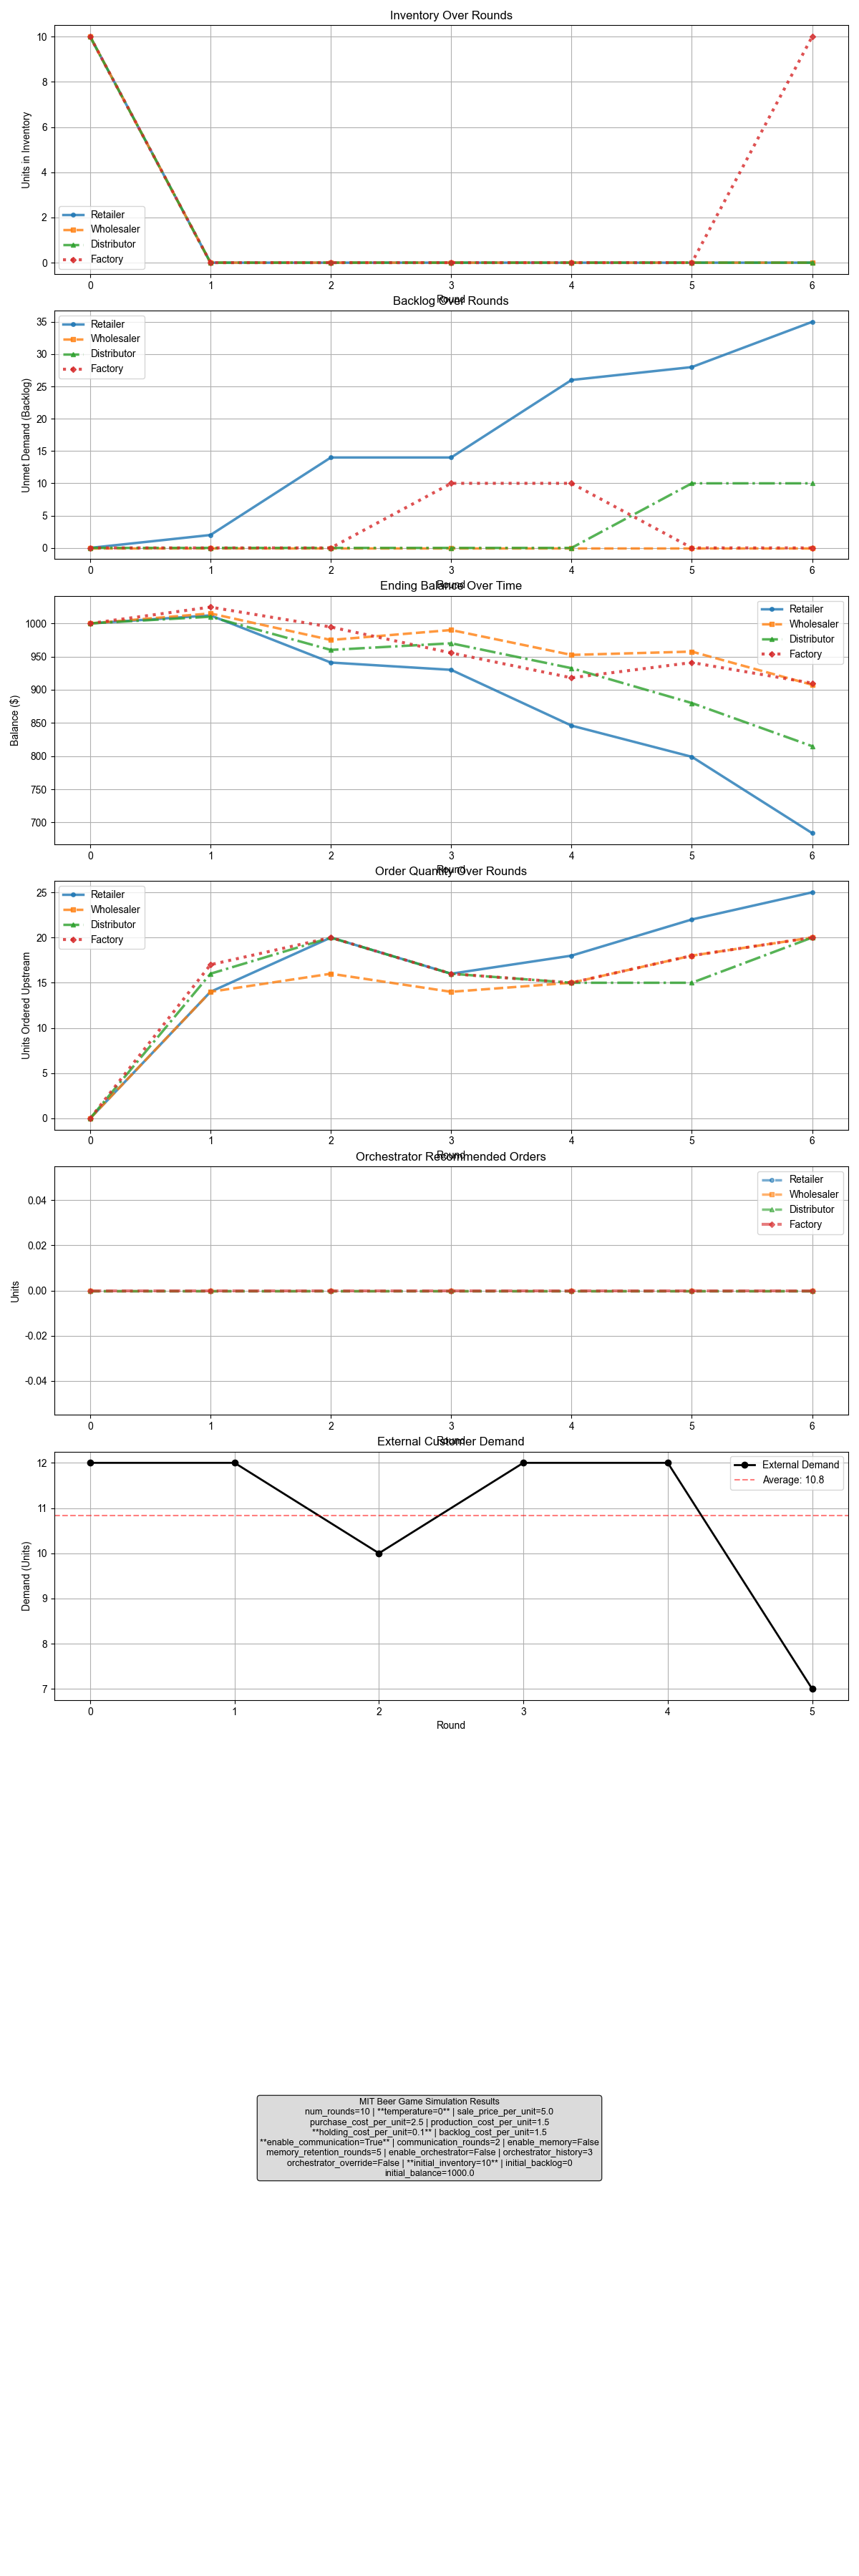 Inventory Over Rounds
Units in Inventory
10
8
6
4
2
0
Retailer
Wholesaler
Distributor
Factory
0 1 2 3 4 5 6
Round
Backlog Over Rounds
Unmet Demand (Backlog)
35
30
25
20
15
10
5
0
Retailer
Wholesaler
Distributor
Factory
0 1 2 3 4 5 6
Round
Ending Balance Over Time
Balance ($)
1000
950
900
850
800
750
700
Retailer
Wholesaler
Distributor
Factory
0 1 2 3 4 5 6
Round
Order Quantity Over Rounds
Units Ordered Upstream
25
20
15
10
5
0
Retailer
Wholesaler
Distributor
Factory
0 1 2 3 4 5 6
Round
Orchestrator Recommended Orders
Units
0.04
0.02
0.00
-0.02
-0.04
Retailer
Wholesaler
Distributor
Factory
0 1 2 3 4 5 6
Round
External Customer Demand
Demand (Units)
12
11
10
9
8
7
External Demand
Average: 10.8
0 1 2 3 4 5
Round
MIT Beer Game Simulation Results
num_rounds=10 | **temperature=0** | sale_price_per_unit=5.0
purchase_cost_per_unit=2.5 | production_cost_per_unit=1.5
**holding_cost_per_unit=0.1** | backlog_cost_per_unit=1.5
**enable_communication=True** | communication_rounds=2 | enable_memory=False
memory_retention_rounds=5 | enable_orchestrator=False | orchestrator_history=3
orchestrator_override=False | **initial_inventory=10** | initial_backlog=0
initial_balance=1000.0